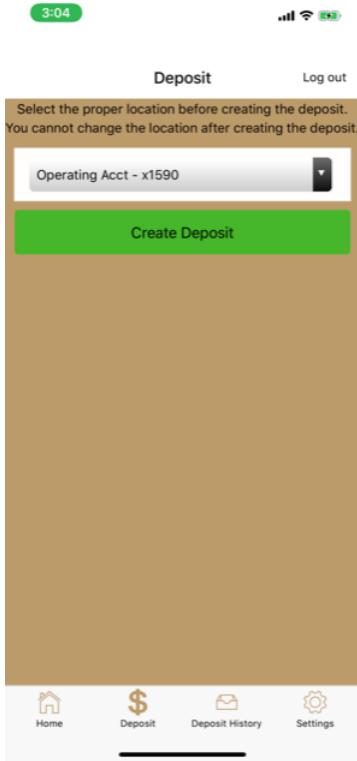 3:04
Deposit
Log out
Select the proper location before creating the deposit.
You cannot change the location after creating the deposit.
Operating Acct - x1590
Create Deposit
$
Home
Deposit
Deposit History
Settings